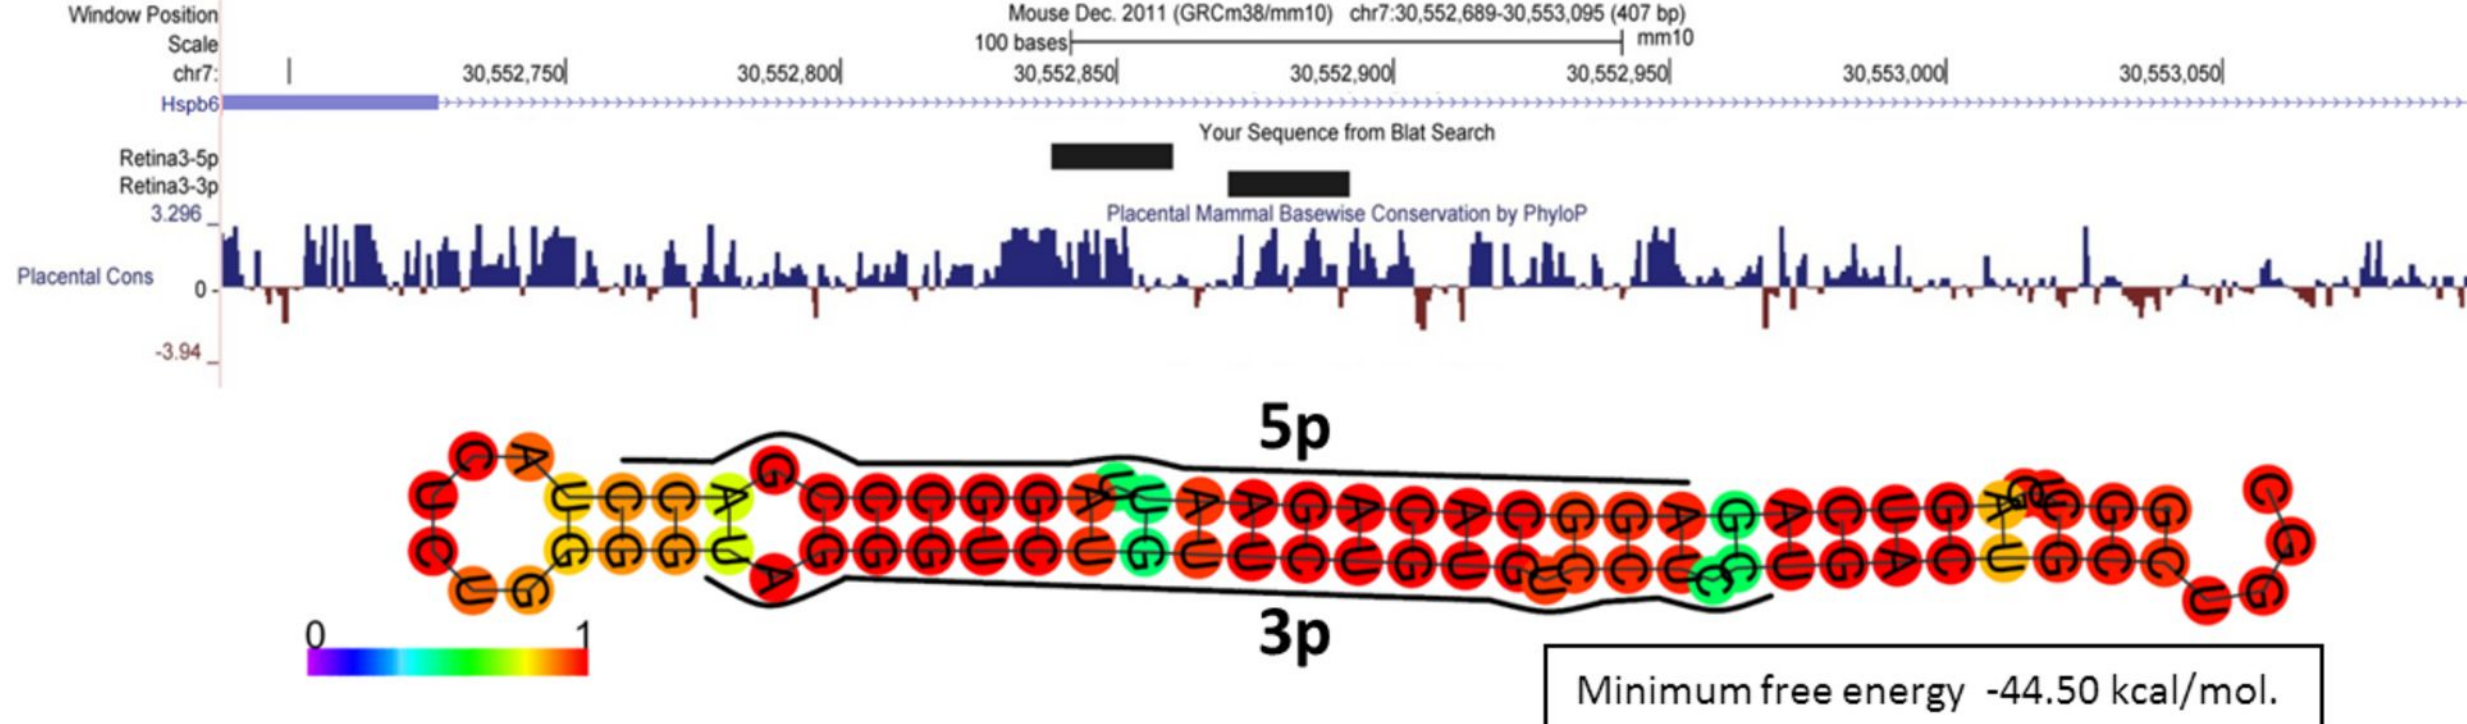 Window Position Mouse Dec. 2011 (GRCm38/mm10) chr7:30,552,689-30,553,095 (407 bp)
Scale 100 bases mm10
chr7: 30,552,750 30,552,800 30,552,850 30,552,900 30,552,950 30,553,000 30,553,050
Hspb6
Your Sequence from Blat Search
Retina3-5p
Retina3-3p
3.296 Placental Mammal Basewise Conservation by PhyloP
Placental Cons
0
-3.94
5p
C A U C C A G C C C G G A U A A G A C A C G G A G A C U G A C G G C
U C U G G G G U A G G G U C U G U U C U G U G U C C U C C U G A C U G C C U G G
3p
0 1
Minimum free energy -44.50 kcal/mol.